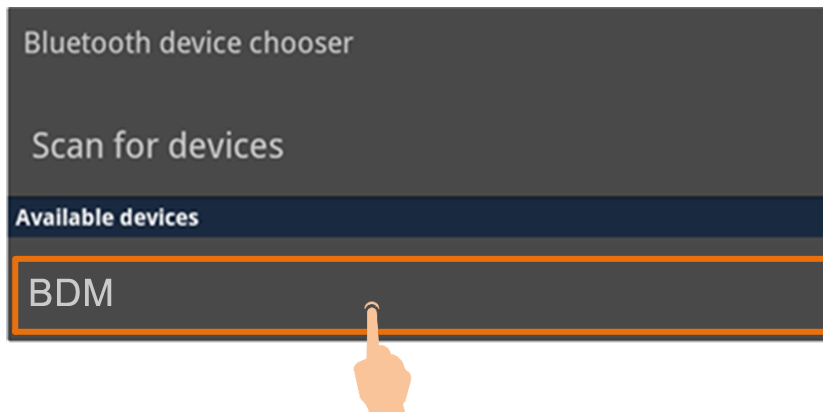 Bluetooth device chooser
Scan for devices
Available devices
BDM